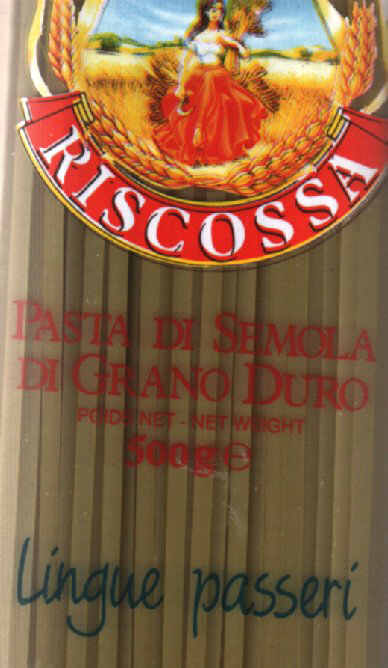 RISCOSSA
PASTA DI SEMOLA
DI GRANO DURO
POIDS NET - NET WEIGHT
500g ℮
Lingue passeri